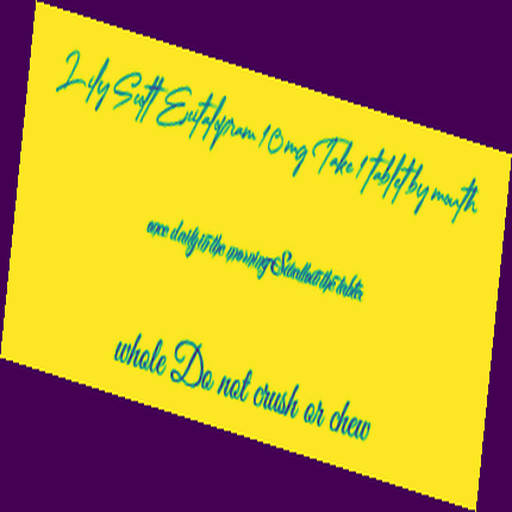 Lily Scott Escitalopram 10mg Take 1 tablet by mouth
once daily in the morning Swallow the tablet
whole Do not crush or chew